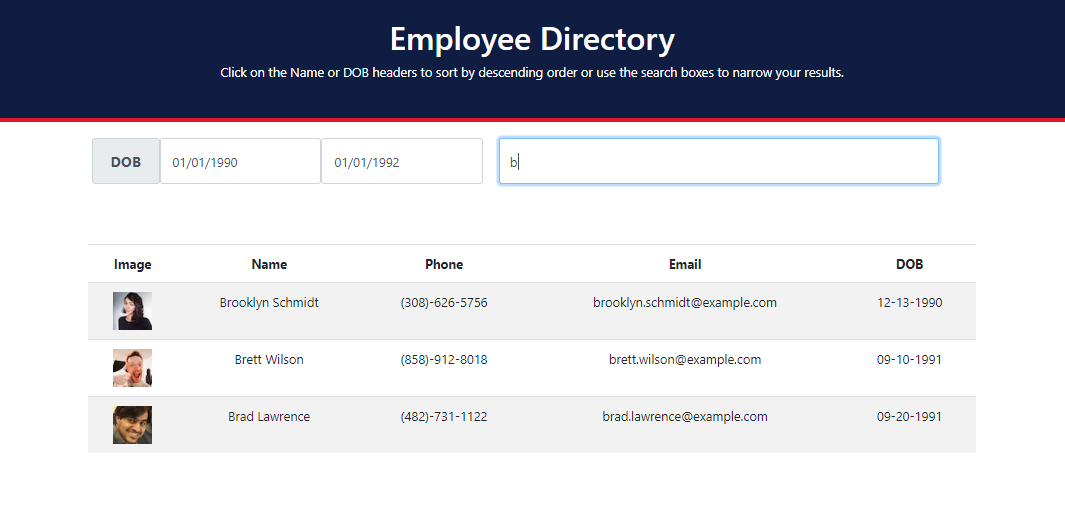 Employee Directory
Click on the Name or DOB headers to sort by descending order or use the search boxes to narrow your results.
DOB 01/01/1990 01/01/1992 b
Image Name Phone Email DOB
Brooklyn Schmidt (308)-626-5756 brooklyn.schmidt@example.com 12-13-1990
Brett Wilson (858)-912-8018 brett.wilson@example.com 09-10-1991
Brad Lawrence (482)-731-1122 brad.lawrence@example.com 09-20-1991